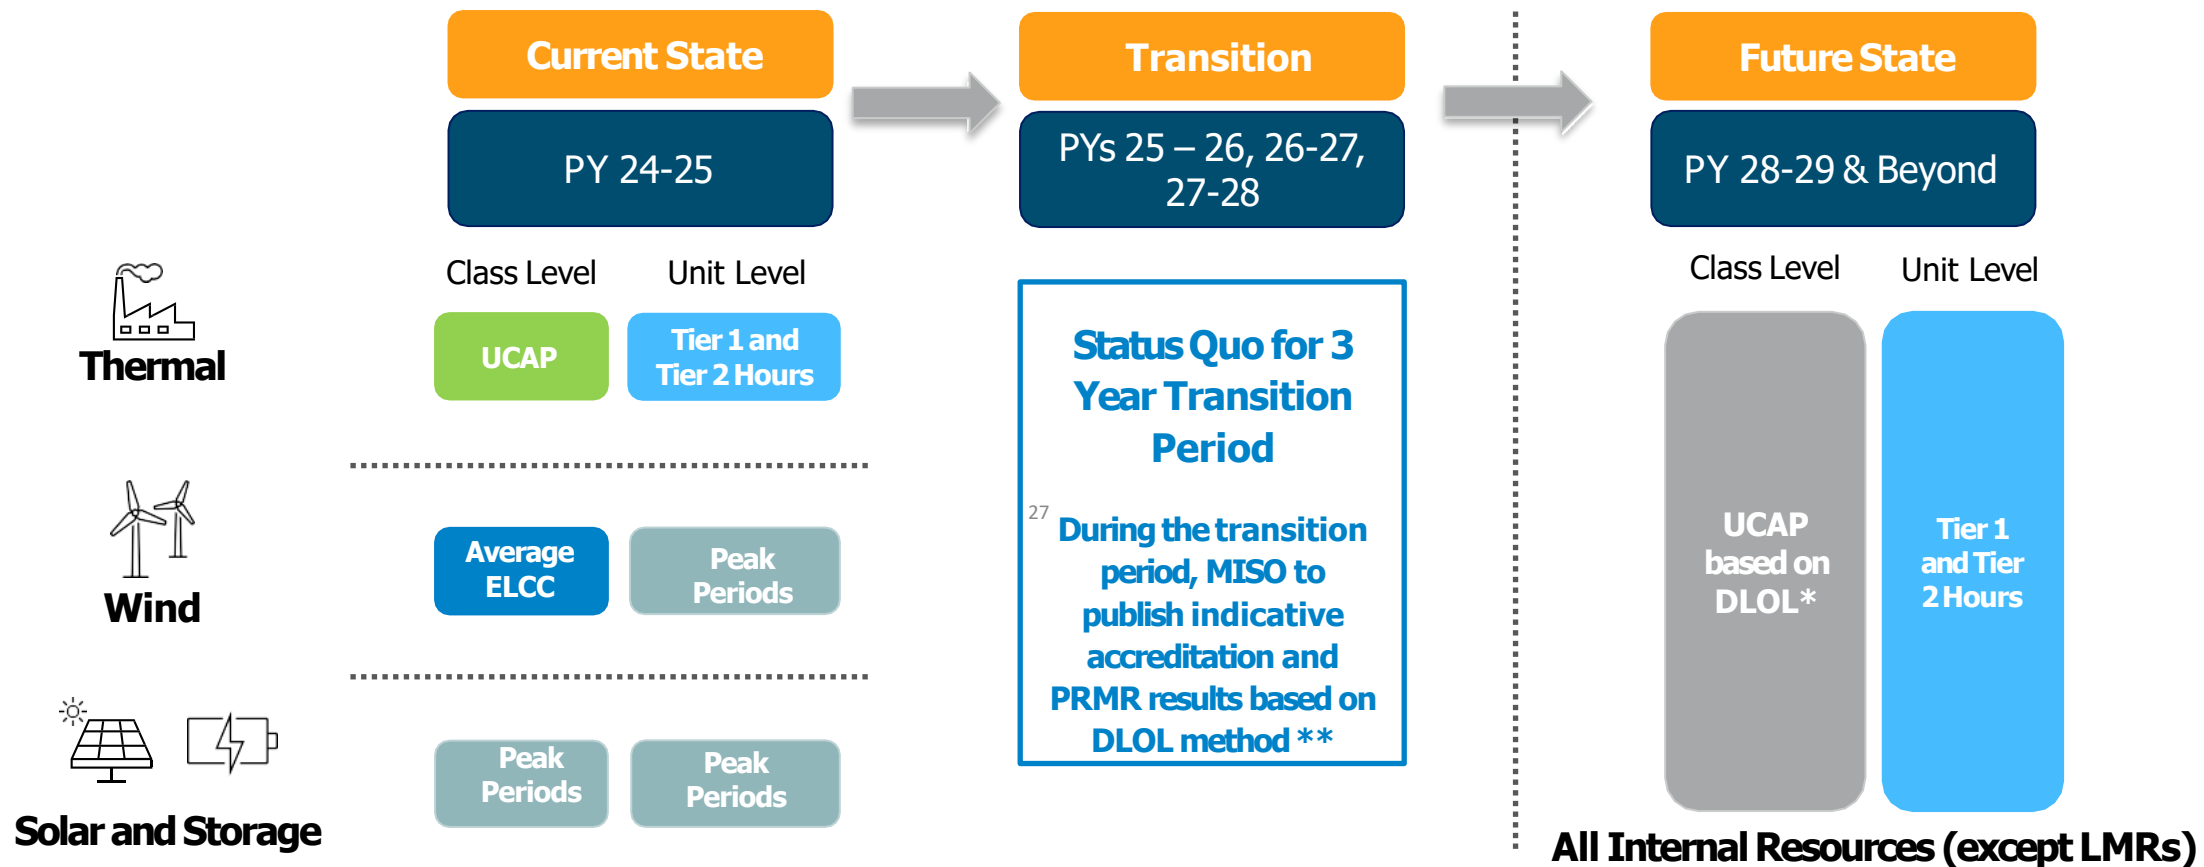 Current State
Transition
Future State
PY 24-25
PYs 25 – 26, 26-27,
27-28
PY 28-29 & Beyond
Class Level
Unit Level
Class Level
Unit Level
Thermal
UCAP
Tier 1 and
Tier 2 Hours
Wind
Average
ELCC
Peak
Periods
Solar and Storage
Peak
Periods
Peak
Periods
Status Quo for 3
Year Transition
Period
27
During the transition
period, MISO to
publish indicative
accreditation and
PRMR results based on
DLOL method **
UCAP
based on
DLOL*
Tier 1
and Tier
2 Hours
All Internal Resources (except LMRs)